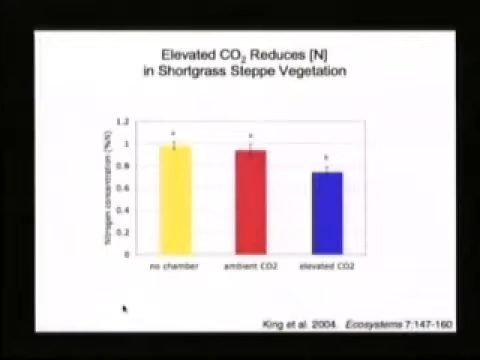 Elevated CO2 Reduces [N]
in Shortgrass Steppe Vegetation
Nitrogen concentration (%N)
1.2
1
0.8
0.6
0.4
0.2
0
no chamber
ambient CO2
elevated CO2
King et al. 2004. Ecosystems 7:147-160